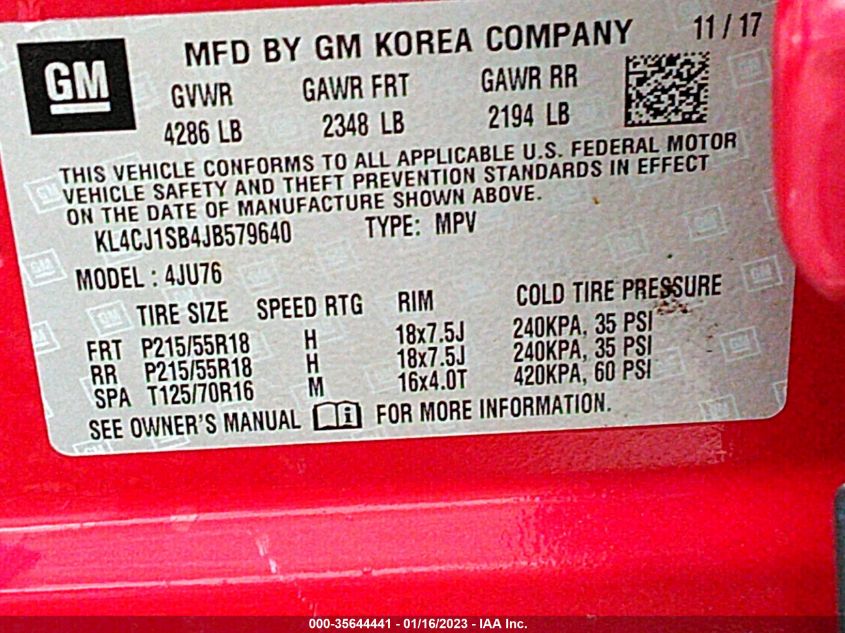 GM
MFD BY GM KOREA COMPANY 11 / 17
GVWR GAWR FRT GAWR RR
4286 LB 2348 LB 2194 LB
THIS VEHICLE CONFORMS TO ALL APPLICABLE U.S. FEDERAL MOTOR
VEHICLE SAFETY AND THEFT PREVENTION STANDARDS IN EFFECT
ON THE DATE OF MANUFACTURE SHOWN ABOVE.
KL4CJ1SB4JB579640 TYPE: MPV
MODEL : 4JU76
TIRE SIZE SPEED RTG RIM COLD TIRE PRESSURE
FRT P215/55R18 H 18x7.5J 240KPA, 35 PSI
RR P215/55R18 H 18x7.5J 240KPA, 35 PSI
SPA T125/70R16 M 16x4.0T 420KPA, 60 PSI
SEE OWNER'S MANUAL i FOR MORE INFORMATION.
000-35644441 - 01/16/2023 - IAA Inc.